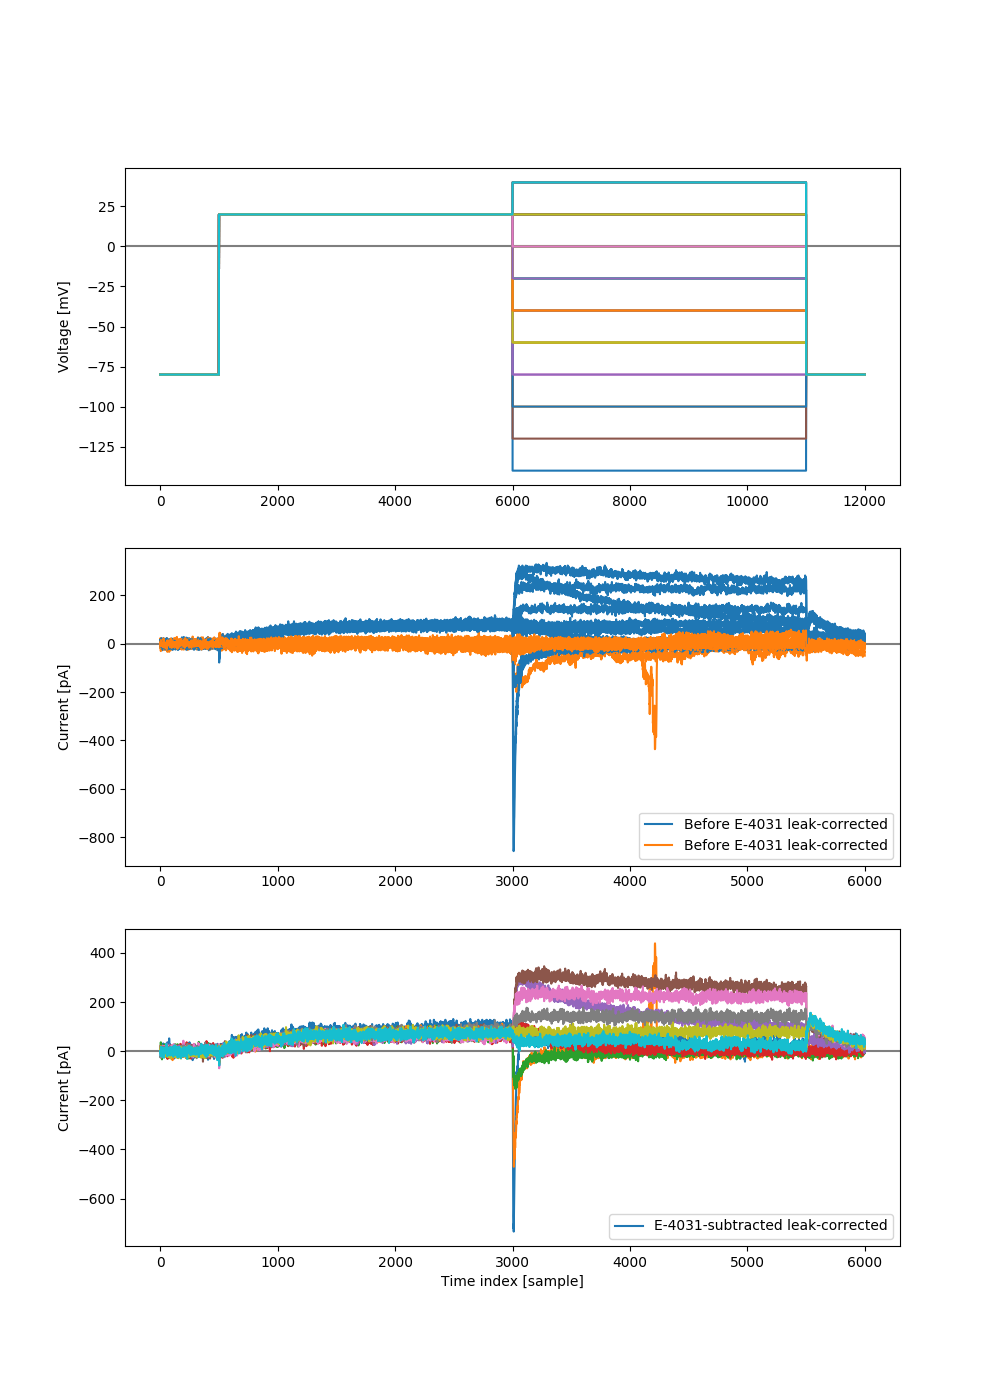 25
0
−25
−50
−75
−100
−125
Voltage [mV]
0 2000 4000 6000 8000 10000 12000
200
0
−200
−400
−600
−800
Current [pA]
Before E-4031 leak-corrected
Before E-4031 leak-corrected
0 1000 2000 3000 4000 5000 6000
400
200
0
−200
−400
−600
Current [pA]
E-4031-subtracted leak-corrected
0 1000 2000 3000 4000 5000 6000
Time index [sample]